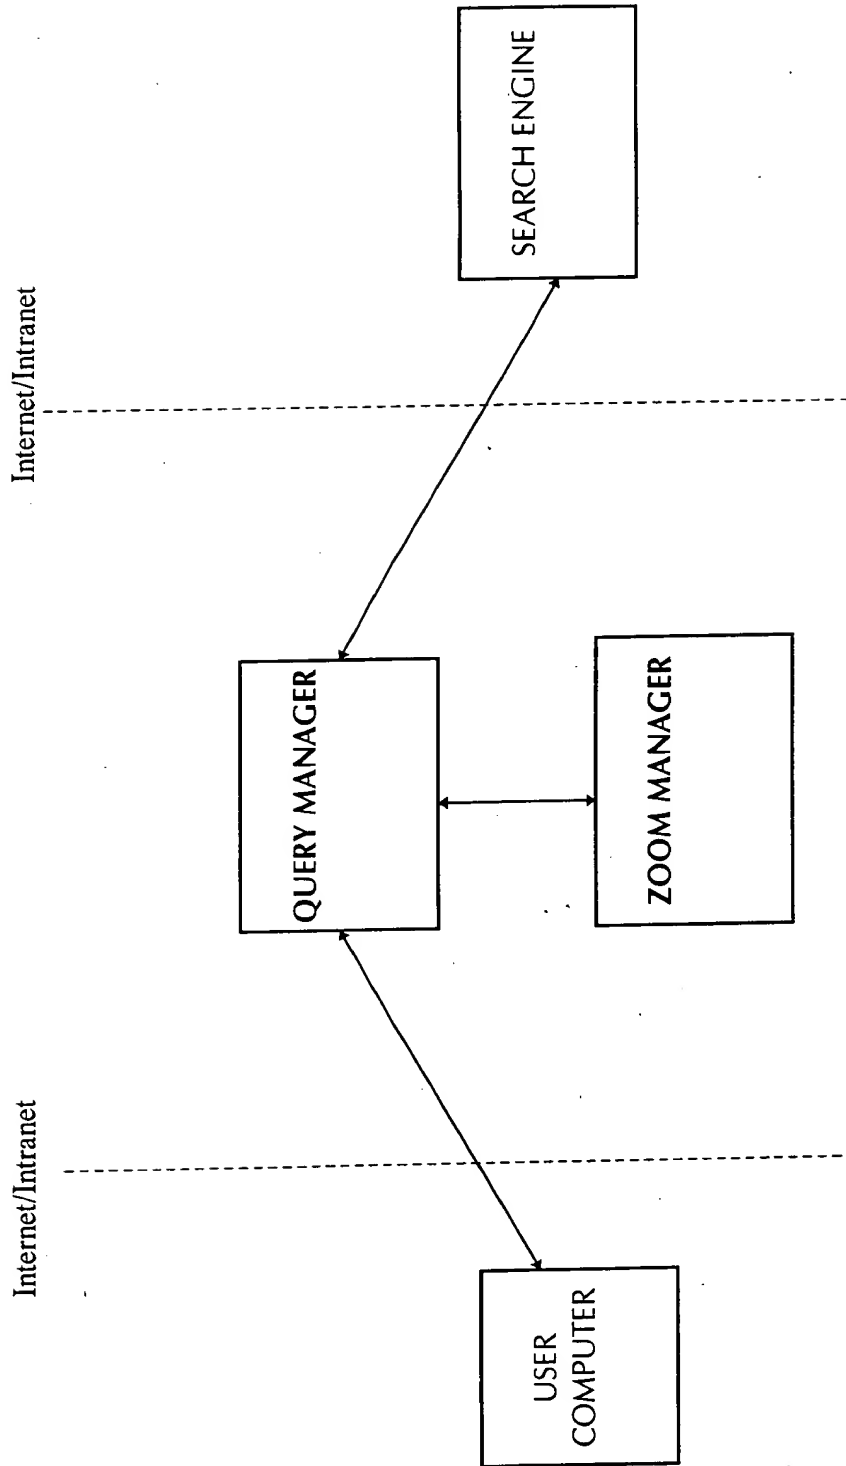 Internet/Intranet
Internet/Intranet
USER
COMPUTER
QUERY MANAGER
ZOOM MANAGER
SEARCH ENGINE